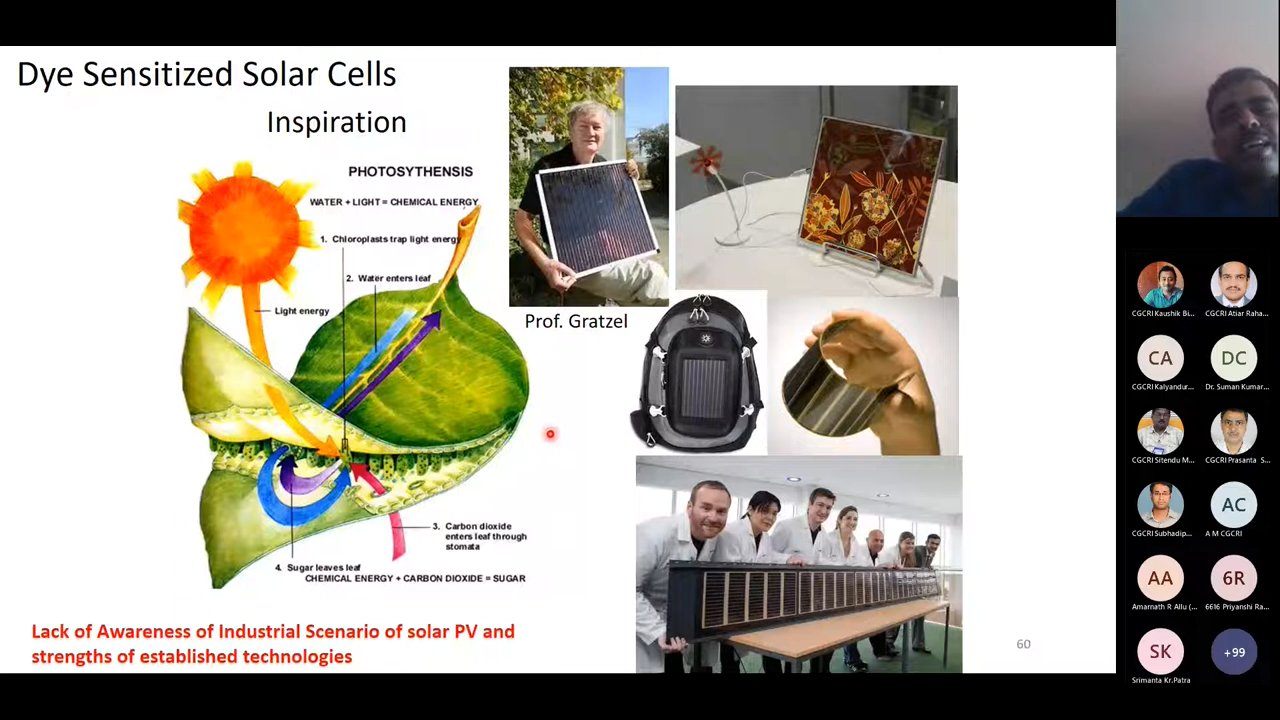 Dye Sensitized Solar Cells
Inspiration
PHOTOSYTHENSIS
WATER + LIGHT = CHEMICAL ENERGY
1. Chloroplasts trap light energy
2. Water enters leaf
Light energy
3. Carbon dioxide
enters leaf through
stomata
4. Sugar leaves leaf
CHEMICAL ENERGY + CARBON DIOXIDE = SUGAR
Prof. Gratzel
Lack of Awareness of Industrial Scenario of solar PV and
strengths of established technologies
60
CGCRI Kaushik Bi...
CGCRI Atiar Raha...
CA
DC
CGCRI Kalyandur...
Dr. Suman Kumar...
CGCRI Sitendu M...
CGCRI Prasanta S...
AC
CGCRI Subhadip...
A M CGCRI
AA
6R
Amarnath R Allu (...
6616 Priyanshi Ra...
SK
+99
Srimanta Kr.Patra